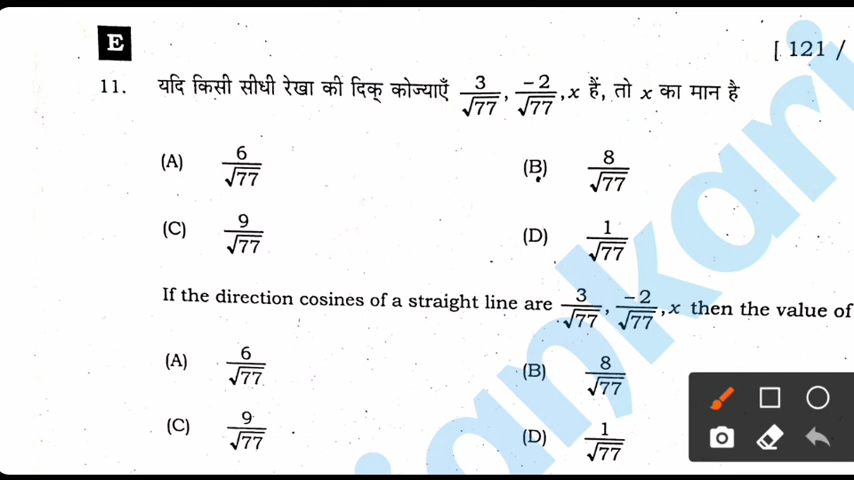 E
[ 121 /
11. यदि किसी सीधी रेखा की दिक् कोज्याएँ 3/√77, -2/√77, x हैं, तो x का मान है
(A) 6/√77 (B) 8/√77
(C) 9/√77 (D) 1/√77
If the direction cosines of a straight line are 3/√77, -2/√77, x then the value of
(A) 6/√77 (B) 8/√77
(C) 9/√77 (D) 1/√77